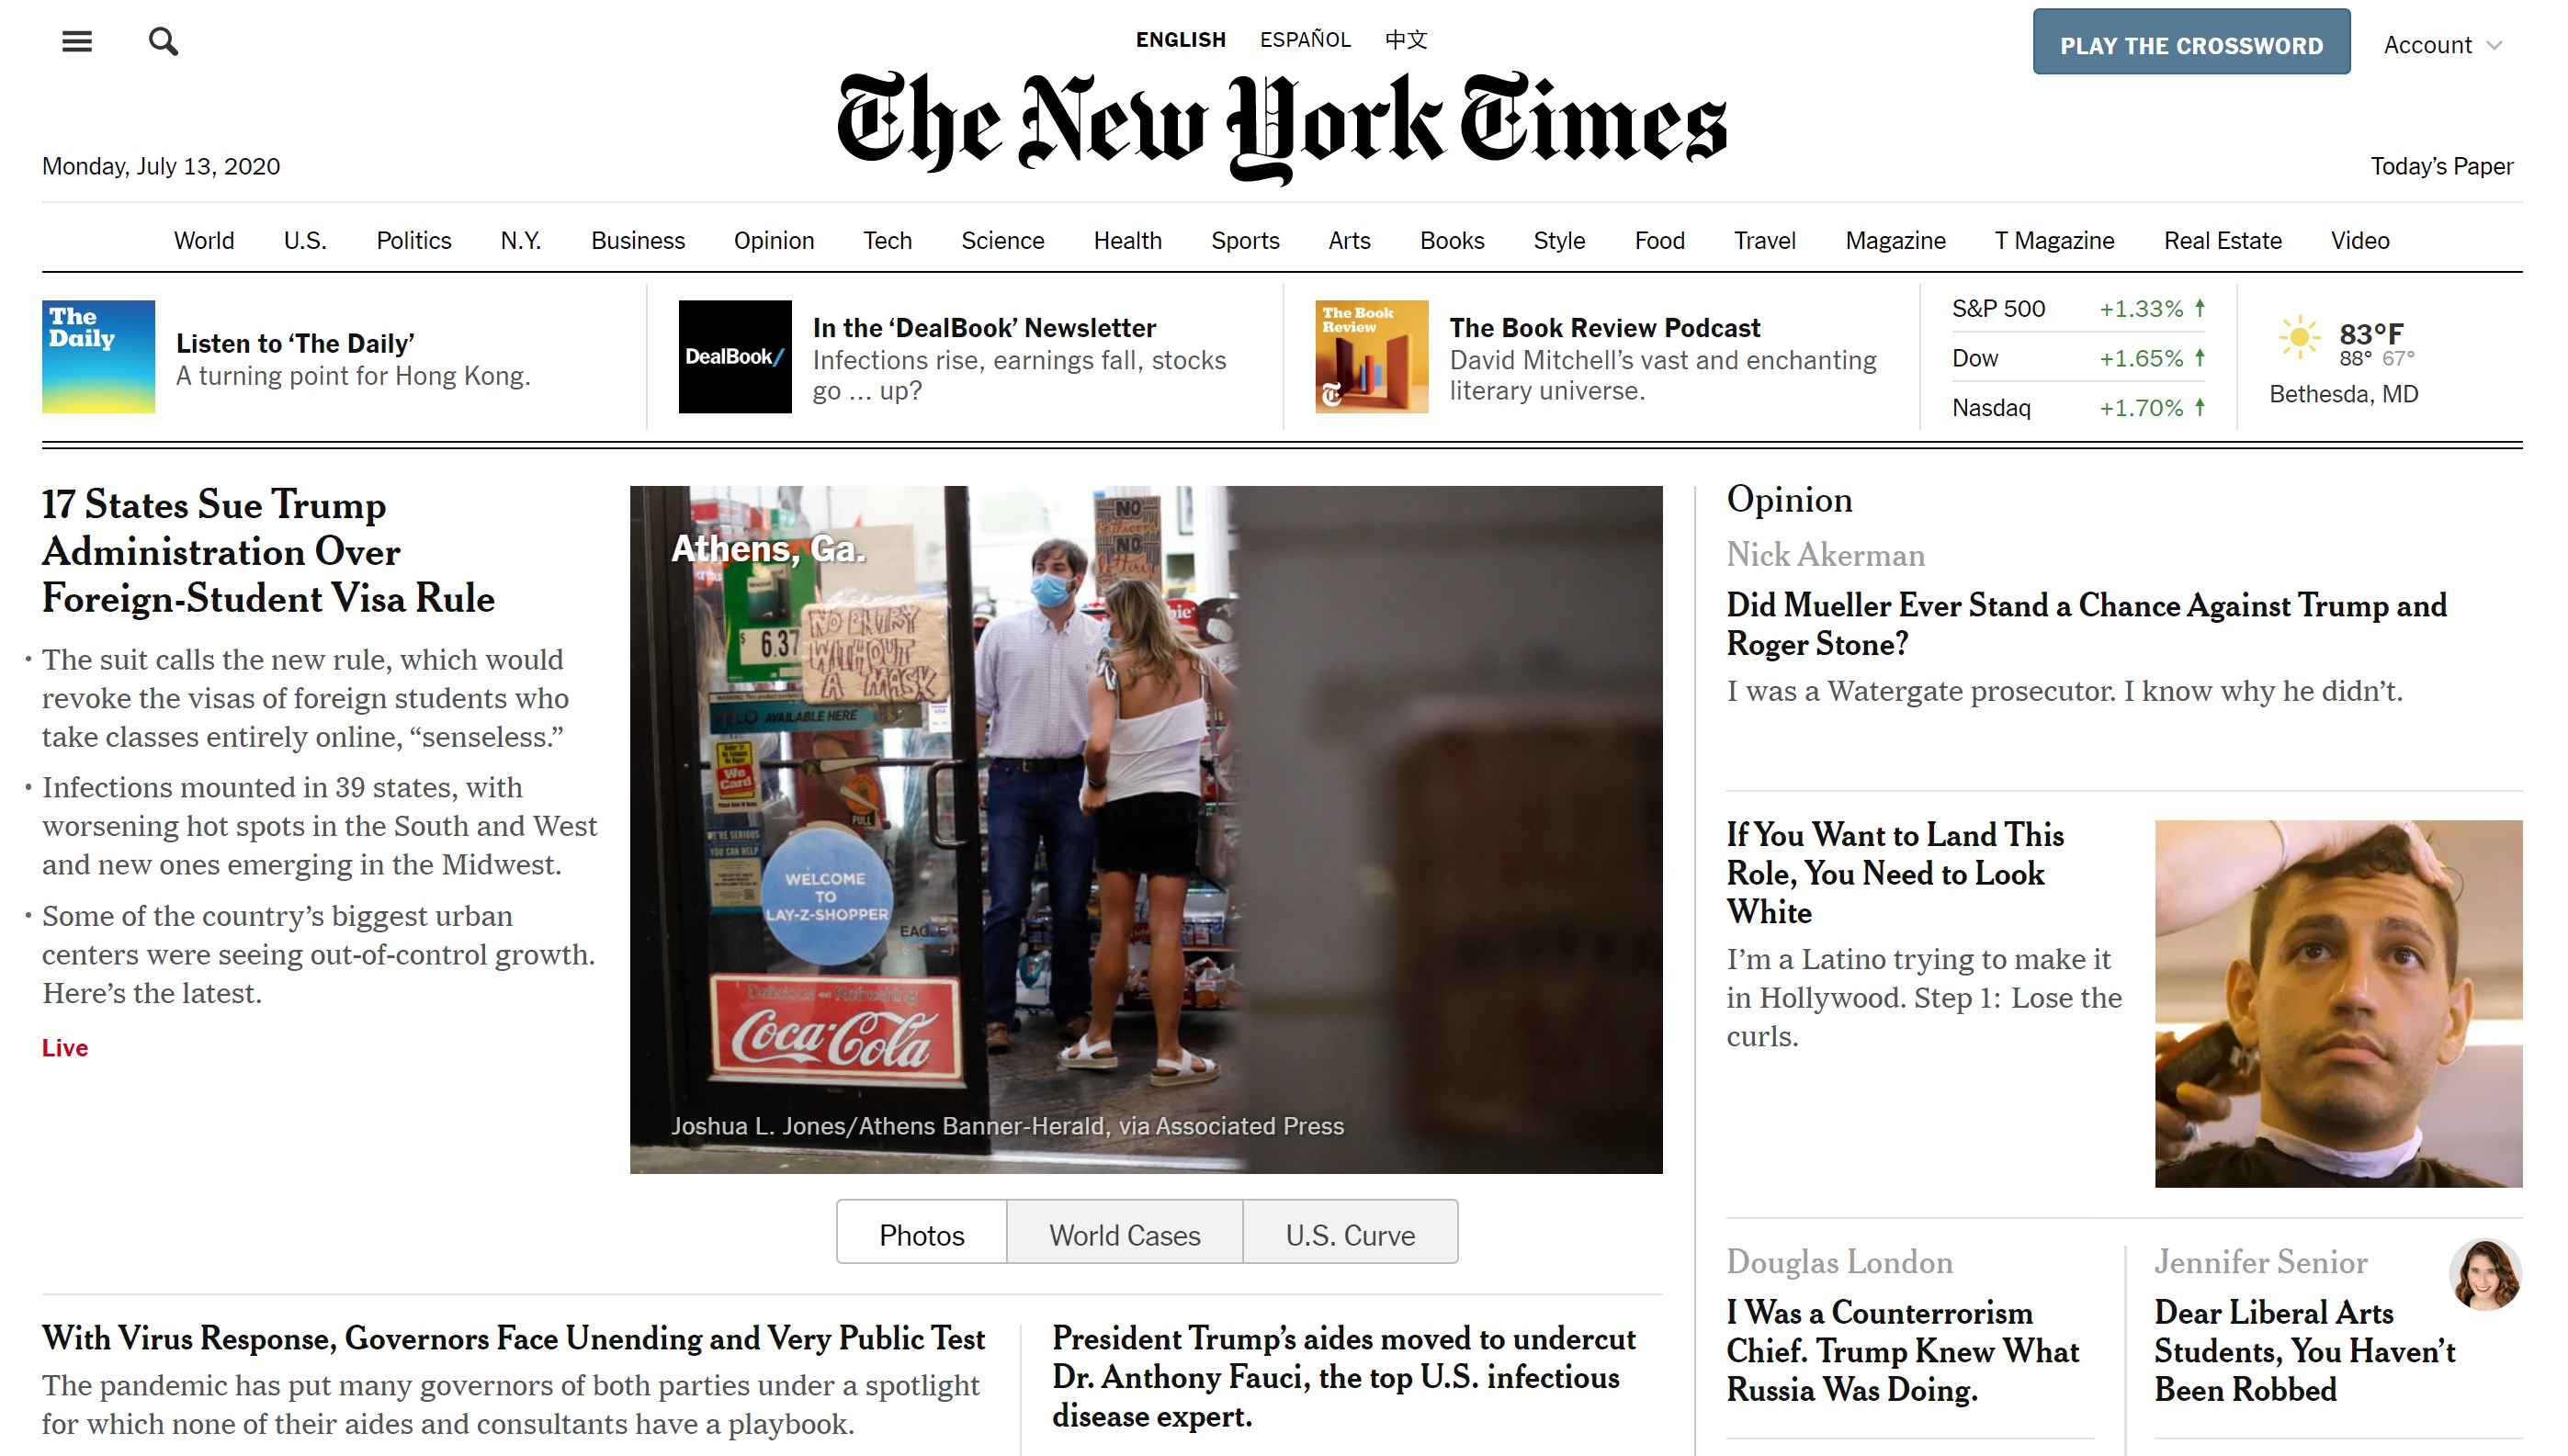 ENGLISH ESPAÑOL 中文
PLAY THE CROSSWORD
Account
The New York Times
Monday, July 13, 2020
Today's Paper
World U.S. Politics N.Y. Business Opinion Tech Science Health Sports Arts Books Style Food Travel Magazine T Magazine Real Estate Video
The
Daily
Listen to ‘The Daily’
A turning point for Hong Kong.
DealBook/
In the ‘DealBook’ Newsletter
Infections rise, earnings fall, stocks
go … up?
The Book
Review
The Book Review Podcast
David Mitchell’s vast and enchanting
literary universe.
S&P 500 +1.33%
Dow +1.65%
Nasdaq +1.70%
83°F
88° 67°
Bethesda, MD
17 States Sue Trump
Administration Over
Foreign-Student Visa Rule
• The suit calls the new rule, which would
revoke the visas of foreign students who
take classes entirely online, “senseless.”
• Infections mounted in 39 states, with
worsening hot spots in the South and West
and new ones emerging in the Midwest.
• Some of the country’s biggest urban
centers were seeing out-of-control growth.
Here’s the latest.
Live
Athens, Ga.
NO
NO
$ 6.37
NO ENTRY
WITHOUT
A MASK
VELO AVAILABLE HERE
We
Card
PULL
WE'RE SERIOUS
YOU CAN HELP
WELCOME
TO
LAY-Z-SHOPPER
EAGLE
Delicious and Refreshing
Coca-Cola
Joshua L. Jones/Athens Banner-Herald, via Associated Press
Photos World Cases U.S. Curve
With Virus Response, Governors Face Unending and Very Public Test
The pandemic has put many governors of both parties under a spotlight
for which none of their aides and consultants have a playbook.
President Trump’s aides moved to undercut
Dr. Anthony Fauci, the top U.S. infectious
disease expert.
Opinion
Nick Akerman
Did Mueller Ever Stand a Chance Against Trump and
Roger Stone?
I was a Watergate prosecutor. I know why he didn’t.
If You Want to Land This
Role, You Need to Look
White
I’m a Latino trying to make it
in Hollywood. Step 1: Lose the
curls.
Douglas London
I Was a Counterrorism
Chief. Trump Knew What
Russia Was Doing.
Jennifer Senior
Dear Liberal Arts
Students, You Haven’t
Been Robbed